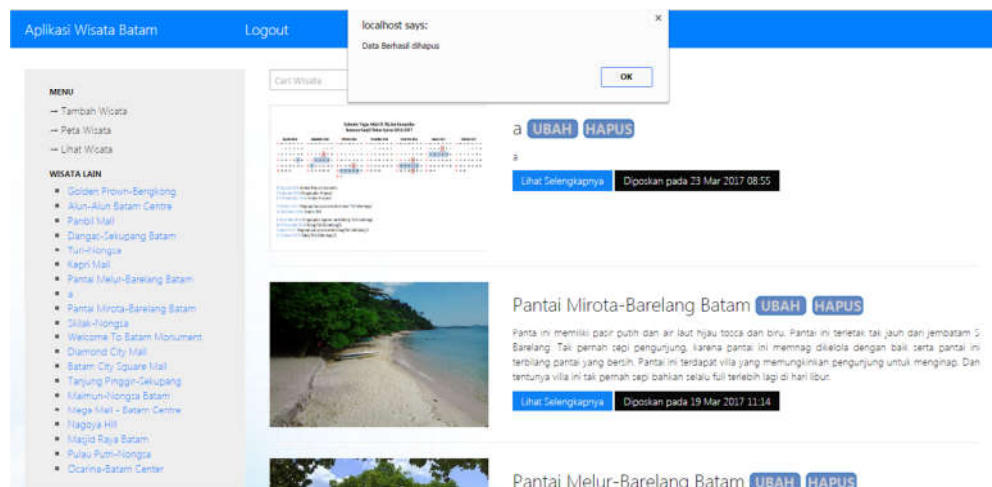 Aplikasi Wisata Batam
Logout
localhost says:
×
Data Berhasil dihapus
OK
Cari Wisata
MENU
→ Tambah Wisata
→ Peta Wisata
→ Lihat Wisata
WISATA LAIN
Golden Prown-Bengkong
Alun-Alun Batam Centre
Panbil Mall
Dangas-Sekupang Batam
Turi-Nongsa
Kepri Mall
Pantai Melur-Barelang Batam
a
Pantai Mirota-Barelang Batam
Sklak-Nongsa
Welcome To Batam Monument
Diamond City Mall
Batam City Square Mall
Tanjung Pinggir-Sekupang
Maimun-Nongsa Batam
Mega Mall - Batam Centre
Nagoya Hill
Masjid Raya Batam
Pulau Putri-Nongsa
Ocarina-Batam Center
a UBAH HAPUS
a
Lihat Selengkapnya Diposkan pada 23 Mar 2017 08:55
Pantai Mirota-Barelang Batam UBAH HAPUS
Panta ini memiliki pasir putih dan air laut hijau tosca dan biru. Pantai ini terletak tak jauh dari jembatam 5
Barelang. Tak pernah sepi pengunjung, karena pantai ini memnag dikelola dengan baik serta pantai ini
terbilang pantai yang bersih. Pantai ini terdapat villa yang memungkinkan pengunjung untuk menginap. Dan
tentunya villa ini tak pernah sepi bahkan selalu full terlebih lagi di hari libur.
Lihat Selengkapnya Diposkan pada 19 Mar 2017 11:14
Pantai Melur-Barelang Batam UBAH HAPUS